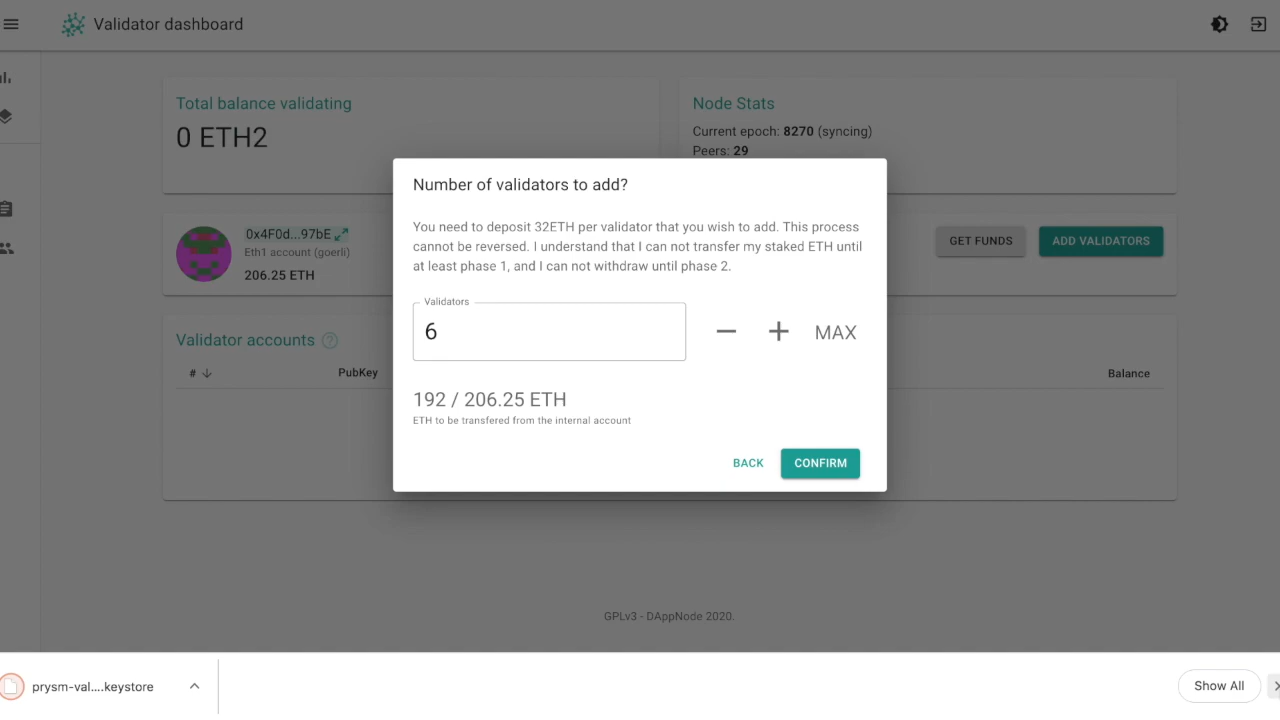 Validator dashboard
Total balance validating
0 ETH2
Node Stats
Current epoch: 8270 (syncing)
Peers: 29
0x4F0d...97bE
Eth1 account (goerli)
206.25 ETH
GET FUNDS
ADD VALIDATORS
Validator accounts
# PubKey
Balance
Number of validators to add?
You need to deposit 32ETH per validator that you wish to add. This process
cannot be reversed. I understand that I can not transfer my staked ETH until
at least phase 1, and I can not withdraw until phase 2.
Validators
6
MAX
192 / 206.25 ETH
ETH to be transfered from the internal account
BACK
CONFIRM
GPLv3 - DAppNode 2020.
prysm-val....keystore
Show All